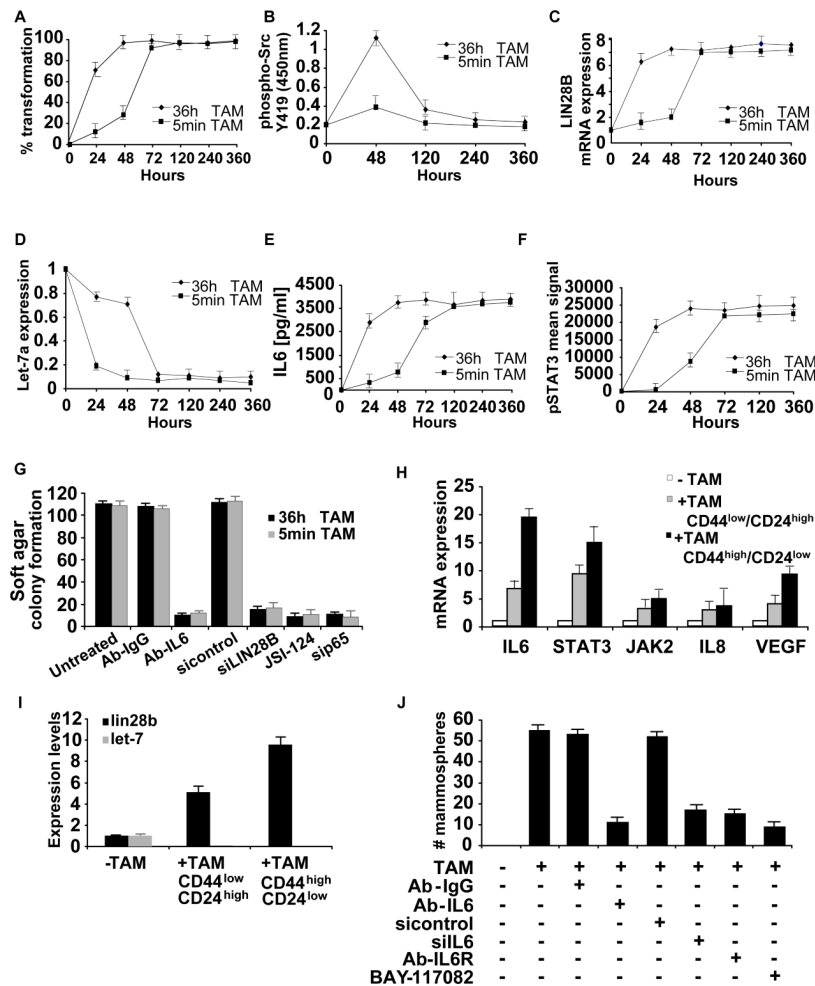 A
% transformation
100
80
60
40
20
0
36h TAM
5min TAM
0 24 48 72 120 240 360
Hours
B
phospho-Src
Y419 (450nm)
1.2
1
0.8
0.6
0.4
0.2
0
36h TAM
5min TAM
0 48 120 240 360
Hours
C
LIN28B
mRNA expression
8
6
4
2
0
36h TAM
5min TAM
0 24 48 72 120 240 360
Hours
D
Let-7a expression
1
0.8
0.6
0.4
0.2
0
36h TAM
5min TAM
0 24 48 72 120 240 360
Hours
E
IL6 [pg/ml]
4500
3500
2500
1500
500
0
36h TAM
5min TAM
0 24 48 72 120 240 360
Hours
F
pSTAT3 mean signal
30000
25000
20000
15000
10000
5000
0
36h TAM
5min TAM
0 24 48 72 120 360
Hours
G
Soft agar
colony formation
120
100
80
60
40
20
0
36h TAM
5min TAM
Untreated Ab-IgG Ab-IL6 sicontrol siLIN28B JSI-124 sip65
H
mRNA expression
25
20
15
10
5
0
- TAM
+TAM
CD44low/CD24high
+TAM
CD44high/CD24low
IL6 STAT3 JAK2 IL8 VEGF
I
Expression levels
12
10
8
6
4
2
0
lin28b
let-7
-TAM +TAM +TAM
CD44low CD44high
CD24high CD24low
J
# mammospheres
60
50
40
30
20
10
0
TAM - + + + + + + +
Ab-IgG - - + - - - - -
Ab-IL6 - - - + - - - -
sicontrol - - - - + - - -
siIL6 - - - - - + - -
Ab-IL6R - - - - - - + -
BAY-117082 - - - - - - - +